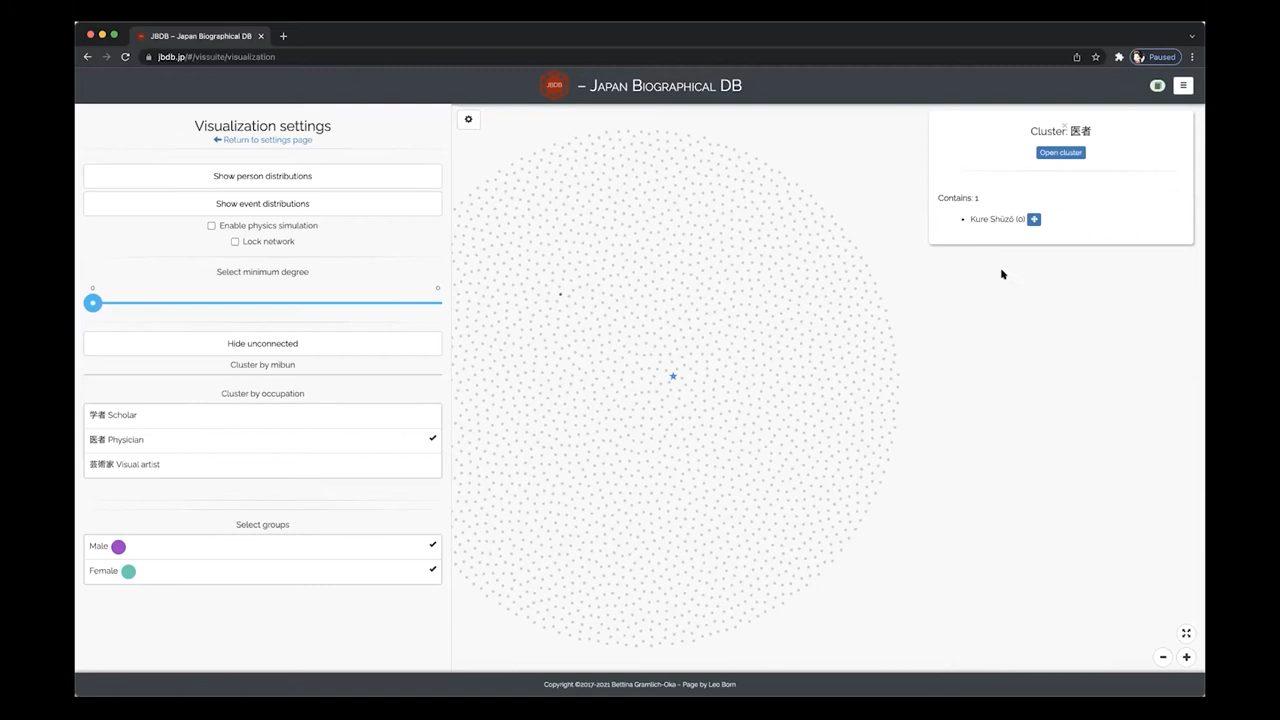 JBDB – Japan Biographical DB
jbdb.jp/#/vissuite/visualization
Paused
JBDB
– Japan Biographical DB
Visualization settings
Return to settings page
Show person distributions
Show event distributions
Enable physics simulation
Lock network
Select minimum degree
0
0
Hide unconnected
Cluster by mibun
Cluster by occupation
学者 Scholar
医者 Physician
芸術家 Visual artist
Select groups
Male
Female
Cluster: 医者
Open cluster
Contains: 1
Kure Shūzō (0)
Copyright ©2017-2021 Bettina Gramlich-Oka – Page by Leo Born